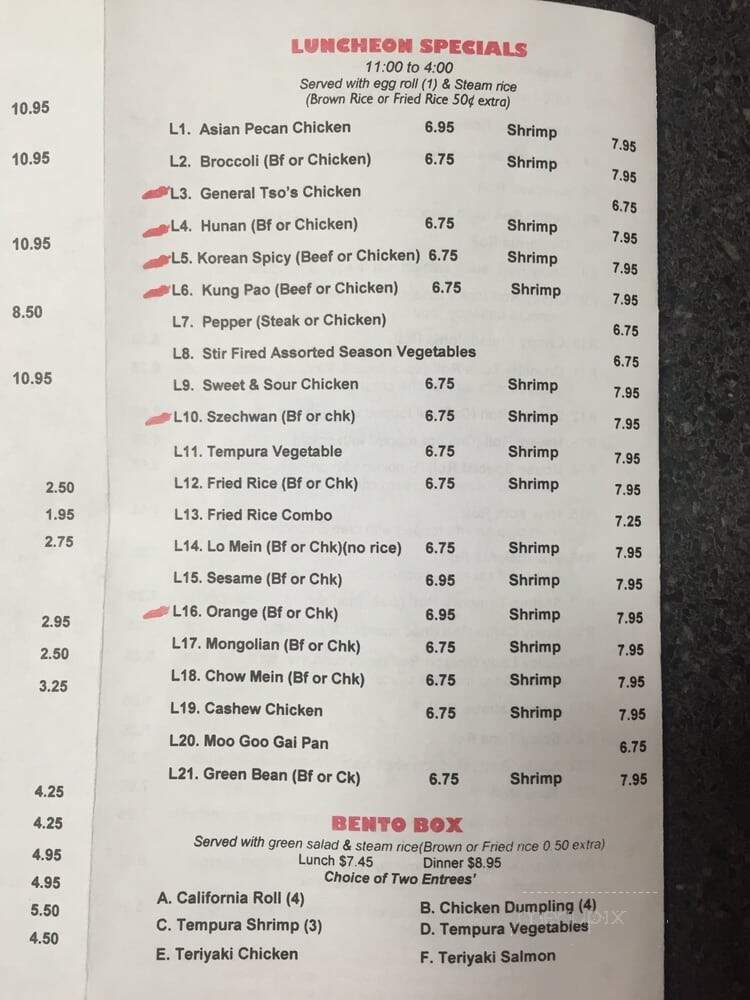 10.95
10.95
10.95
8.50
10.95
2.50
1.95
2.75
2.95
2.50
3.25
4.25
4.25
4.95
4.95
5.50
4.50
LUNCHEON SPECIALS
11:00 to 4:00
Served with egg roll (1) & Steam rice
(Brown Rice or Fried Rice 50¢ extra)
L1. Asian Pecan Chicken 6.95 Shrimp 7.95
L2. Broccoli (Bf or Chicken) 6.75 Shrimp 7.95
L3. General Tso's Chicken 6.75
L4. Hunan (Bf or Chicken) 6.75 Shrimp 7.95
L5. Korean Spicy (Beef or Chicken) 6.75 Shrimp 7.95
L6. Kung Pao (Beef or Chicken) 6.75 Shrimp 7.95
L7. Pepper (Steak or Chicken) 6.75
L8. Stir Fired Assorted Season Vegetables 6.75
L9. Sweet & Sour Chicken 6.75 Shrimp 7.95
L10. Szechwan (Bf or chk) 6.75 Shrimp 7.95
L11. Tempura Vegetable 6.75 Shrimp 7.95
L12. Fried Rice (Bf or Chk) 6.75 Shrimp 7.95
L13. Fried Rice Combo 7.25
L14. Lo Mein (Bf or Chk)(no rice) 6.75 Shrimp 7.95
L15. Sesame (Bf or Chk) 6.95 Shrimp 7.95
L16. Orange (Bf or Chk) 6.95 Shrimp 7.95
L17. Mongolian (Bf or Chk) 6.75 Shrimp 7.95
L18. Chow Mein (Bf or Chk) 6.75 Shrimp 7.95
L19. Cashew Chicken 6.75 Shrimp 7.95
L20. Moo Goo Gai Pan 6.75
L21. Green Bean (Bf or Ck) 6.75 Shrimp 7.95
BENTO BOX
Served with green salad & steam rice(Brown or Fried rice 0.50 extra)
Lunch $7.45 Dinner $8.95
Choice of Two Entrees'
A. California Roll (4) B. Chicken Dumpling (4)
C. Tempura Shrimp (3) D. Tempura Vegetables
E. Teriyaki Chicken F. Teriyaki Salmon